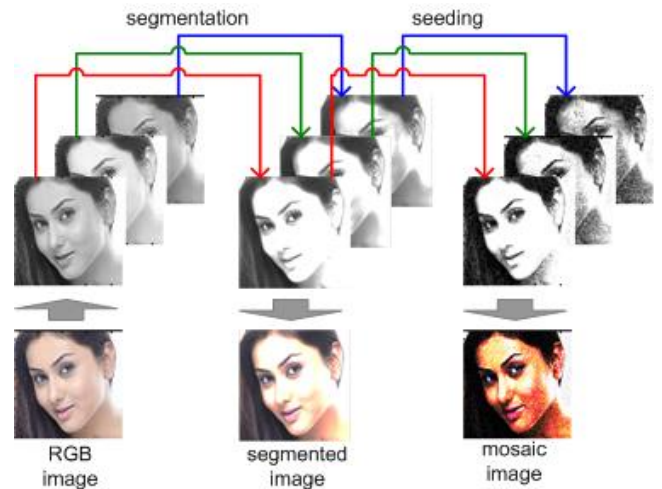 segmentation
seeding
RGB
image
segmented
image
mosaic
image